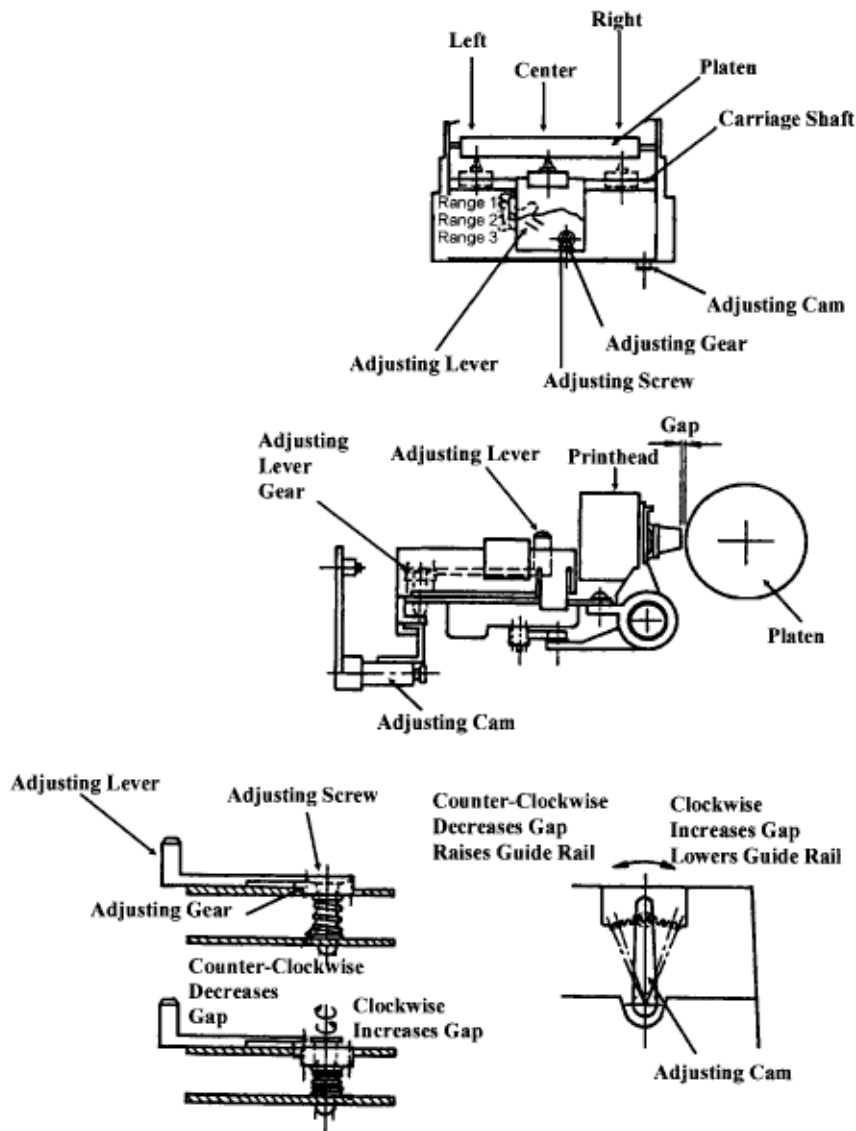 Left
Right
Center
Platen
Carriage Shaft
Range 1
Range 2
Range 3
Adjusting Cam
Adjusting Gear
Adjusting Lever
Adjusting Screw
Gap
Adjusting
Lever
Gear
Adjusting Lever
Printhead
Platen
Adjusting Cam
Adjusting Lever
Adjusting Screw
Adjusting Gear
Counter-Clockwise
Decreases
Gap
Clockwise
Increases Gap
Counter-Clockwise
Decreases Gap
Raises Guide Rail
Clockwise
Increases Gap
Lowers Guide Rail
Adjusting Cam